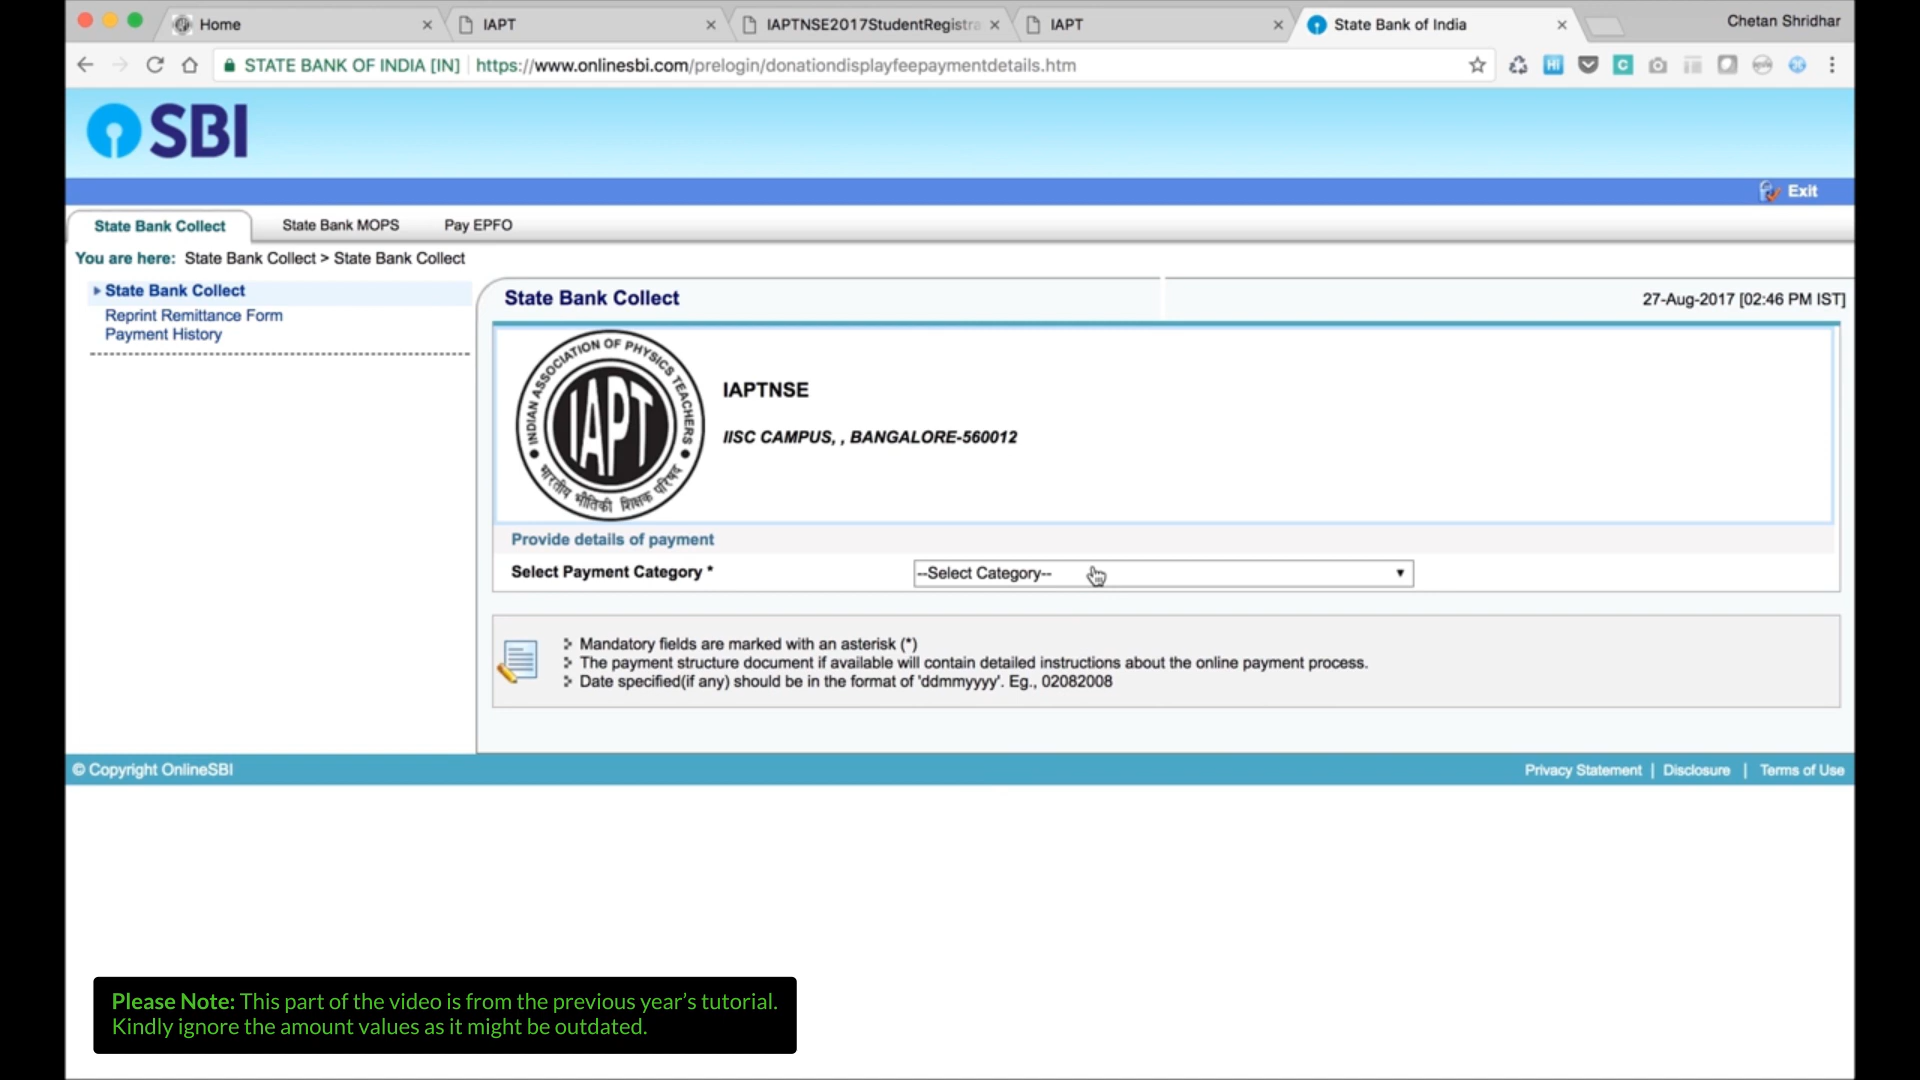 Home
IAPT
IAPTNSE2017StudentRegistra
IAPT
State Bank of India
Chetan Shridhar
STATE BANK OF INDIA [IN]
https://www.onlinesbi.com/prelogin/donationdisplayfeepaymentdetails.htm
SBI
Exit
State Bank Collect
State Bank MOPS
Pay EPFO
You are here: State Bank Collect > State Bank Collect
State Bank Collect
Reprint Remittance Form
Payment History
State Bank Collect
27-Aug-2017 [02:46 PM IST]
INDIAN ASSOCIATION OF PHYSICS TEACHERS
IAPT
भारतीय भौतिकी शिक्षक परिषद
IAPTNSE
IISC CAMPUS, , BANGALORE-560012
Provide details of payment
Select Payment Category *
--Select Category--
Mandatory fields are marked with an asterisk (*)
The payment structure document if available will contain detailed instructions about the online payment process.
Date specified(if any) should be in the format of 'ddmmyyyy'. Eg., 02082008
© Copyright OnlineSBI
Privacy Statement | Disclosure | Terms of Use
Please Note: This part of the video is from the previous year's tutorial.
Kindly ignore the amount values as it might be outdated.